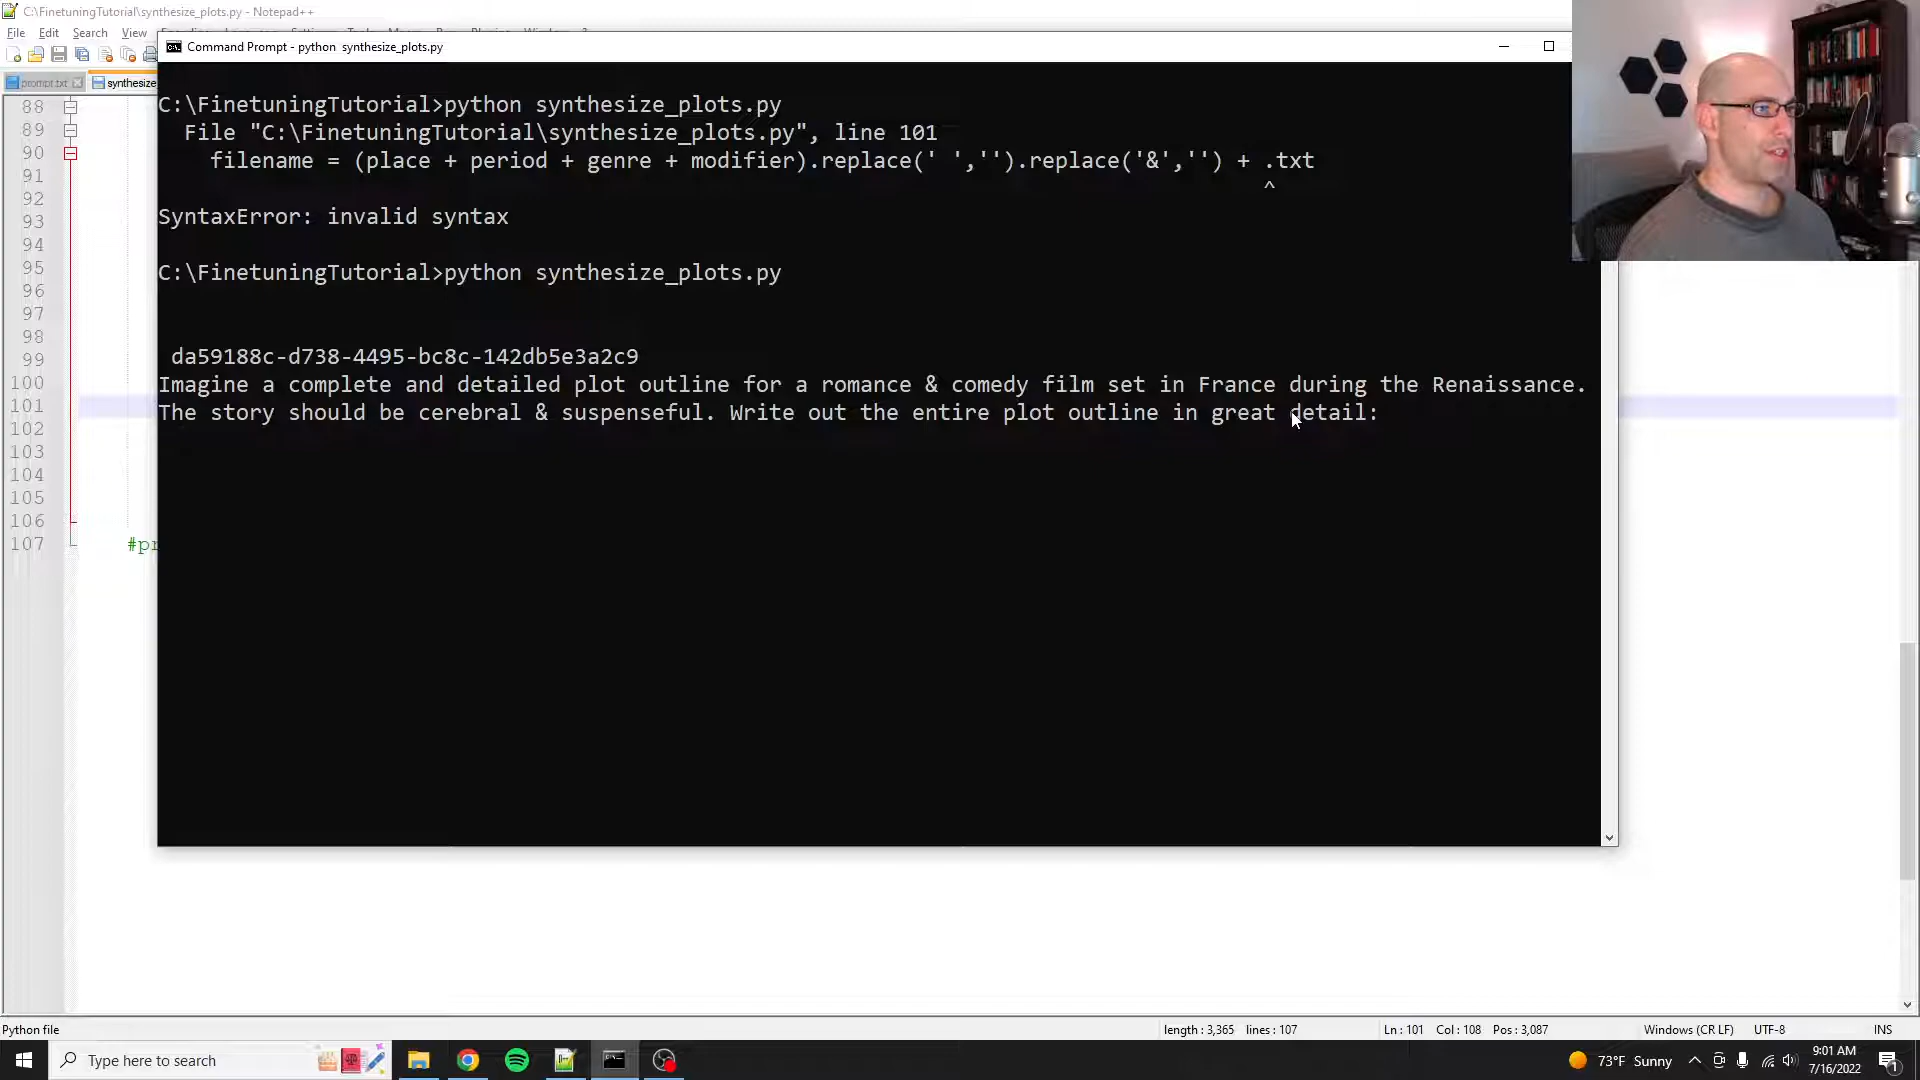 C:\FinetuningTutorial\synthesize_plots.py - Notepad++
File Edit Search View
Command Prompt - python synthesize_plots.py
prompt.txt synthesize
C:\FinetuningTutorial>python synthesize_plots.py
File "C:\FinetuningTutorial\synthesize_plots.py", line 101
filename = (place + period + genre + modifier).replace(' ','').replace('&','') + .txt
^
SyntaxError: invalid syntax
C:\FinetuningTutorial>python synthesize_plots.py
da59188c-d738-4495-bc8c-142db5e3a2c9
Imagine a complete and detailed plot outline for a romance & comedy film set in France during the Renaissance.
The story should be cerebral & suspenseful. Write out the entire plot outline in great detail:
88
89
90
91
92
93
94
95
96
97
98
99
100
101
102
103
104
105
106
107 #pr
Python file length : 3,365 lines : 107 Ln : 101 Col : 108 Pos : 3,087 Windows (CR LF) UTF-8 INS
Type here to search 73°F Sunny 9:01 AM
7/16/2022 1